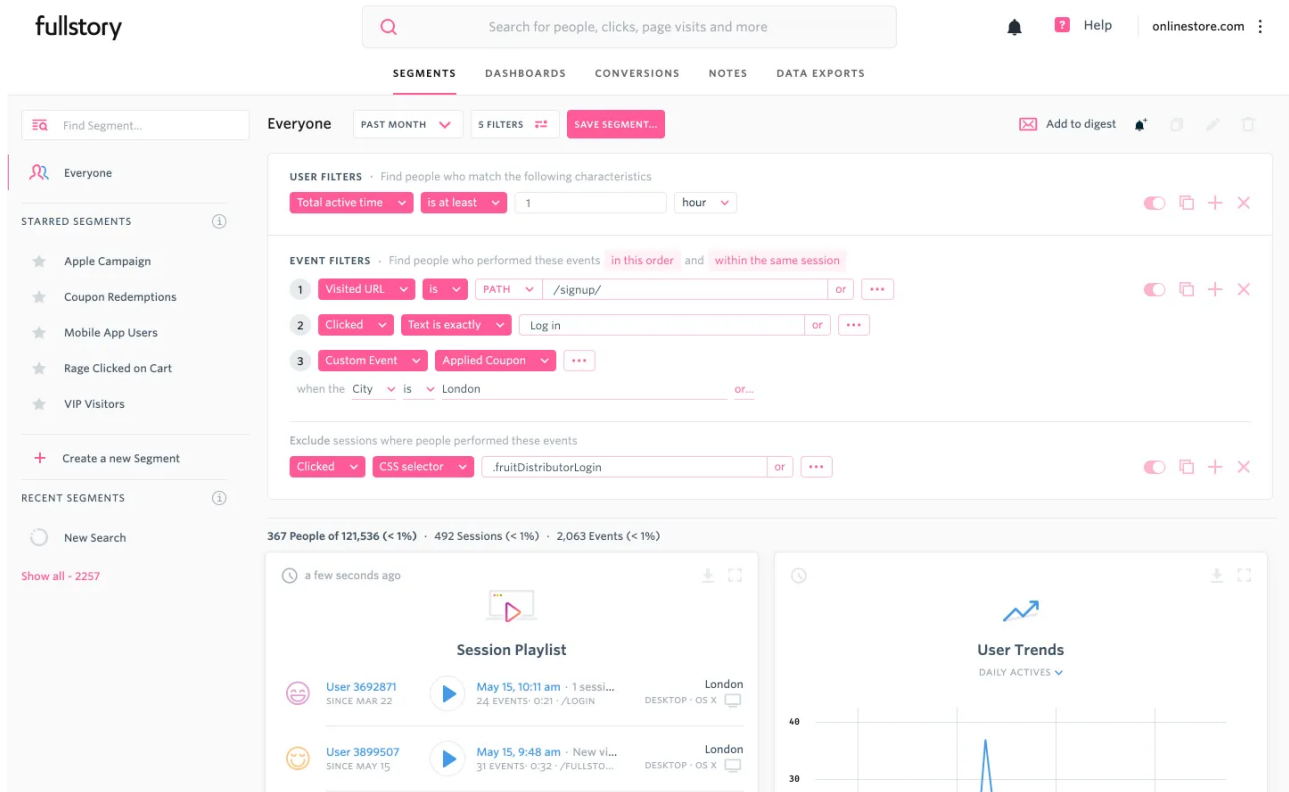 fullstory
Search for people, clicks, page visits and more
? Help
onlinestore.com
SEGMENTS DASHBOARDS CONVERSIONS NOTES DATA EXPORTS
Find Segment...
Everyone
STARRED SEGMENTS
Apple Campaign
Coupon Redemptions
Mobile App Users
Rage Clicked on Cart
VIP Visitors
Create a new Segment
RECENT SEGMENTS
New Search
Show all - 2257
Everyone PAST MONTH 5 FILTERS SAVE SEGMENT... Add to digest
USER FILTERS · Find people who match the following characteristics
Total active time is at least 1 hour
EVENT FILTERS · Find people who performed these events in this order and within the same session
1 Visited URL is PATH /signup/ or ...
2 Clicked Text is exactly Log in or ...
3 Custom Event Applied Coupon ...
when the City is London or...
Exclude sessions where people performed these events
Clicked CSS selector .fruitDistributorLogin or ...
367 People of 121,536 (< 1%) · 492 Sessions (< 1%) · 2,063 Events (< 1%)
a few seconds ago
Session Playlist
User 3692871 May 15, 10:11 am · 1 sessi... London
SINCE MAR 22 24 EVENTS· 0:21 · /LOGIN DESKTOP · OS X
User 3899507 May 15, 9:48 am · New vi... London
SINCE MAY 15 31 EVENTS· 0:32 · /FULLSTO... DESKTOP · OS X
User Trends
DAILY ACTIVES
40
30